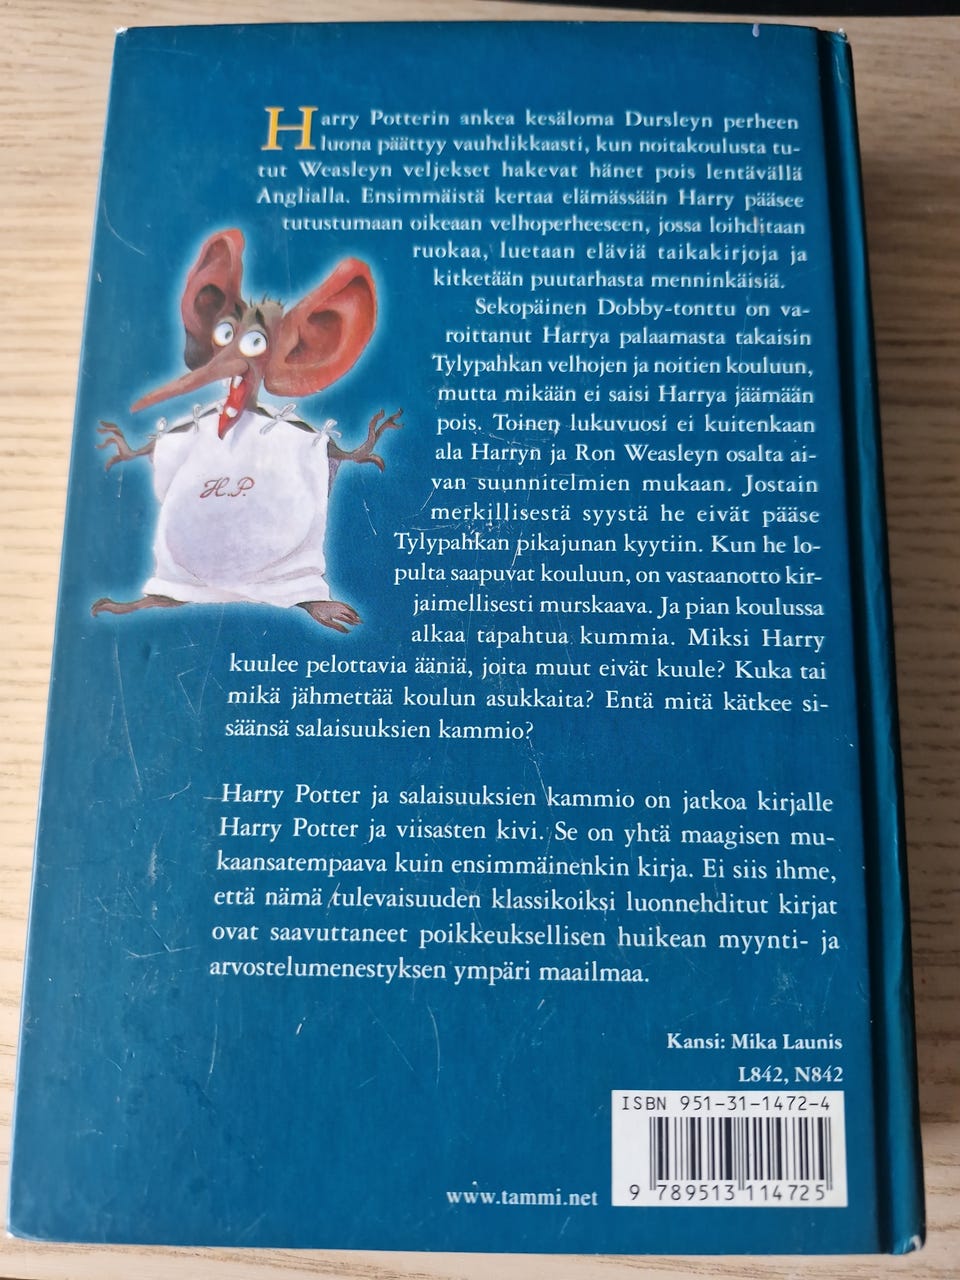 Harry Potterin ankea kesäloma Dursleyn perheen
luona päättyy vauhdikkaasti, kun noitakoulusta tu-
tut Weasleyn veljekset hakevat hänet pois lentävällä
Anglialla. Ensimmäistä kertaa elämässään Harry pääsee
tutustumaan oikeaan velhoperheeseen, jossa loihditaan
ruokaa, luetaan eläviä taikakirjoja ja
kitketään puutarhasta menninkäisiä.
Sekopäinen Dobby-tonttu on va-
roittanut Harrya palaamasta takaisin
Tylypahkan velhojen ja noitien kouluun,
mutta mikään ei saisi Harrya jäämään
pois. Toinen lukuvuosi ei kuitenkaan
ala Harryn ja Ron Weasleyn osalta ai-
van suunnitelmien mukaan. Jostain
merkillisestä syystä he eivät pääse
Tylypahkan pikajunan kyytiin. Kun he lo-
pulta saapuvat kouluun, on vastaanotto kir-
jaimellisesti murskaava. Ja pian koulussa
alkaa tapahtua kummia. Miksi Harry
kuulee pelottavia ääniä, joita muut eivät kuule? Kuka tai
mikä jähmettää koulun asukkaita? Entä mitä kätkee si-
säänsä salaisuuksien kammio?
H.P.
Harry Potter ja salaisuuksien kammio on jatkoa kirjalle
Harry Potter ja viisasten kivi. Se on yhtä maagisen mu-
kaansatempaava kuin ensimmäinenkin kirja. Ei siis ihme,
että nämä tulevaisuuden klassikoiksi luonnehditut kirjat
ovat saavuttaneet poikkeuksellisen huikean myynti- ja
arvostelumenestyksen ympäri maailmaa.
Kansi: Mika Launis
L842, N842
ISBN 951-31-1472-4
9 789513 114725
www.tammi.net